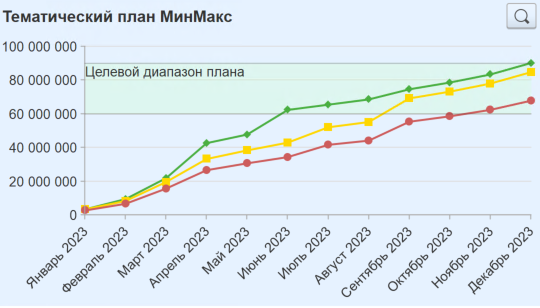 Тематический план МинМакс
100 000 000
Целевой диапазон плана
80 000 000
60 000 000
40 000 000
20 000 000
0
Январь 2023
Февраль 2023
Март 2023
Апрель 2023
Май 2023
Июнь 2023
Июль 2023
Август 2023
Сентябрь 2023
Октябрь 2023
Ноябрь 2023
Декабрь 2023